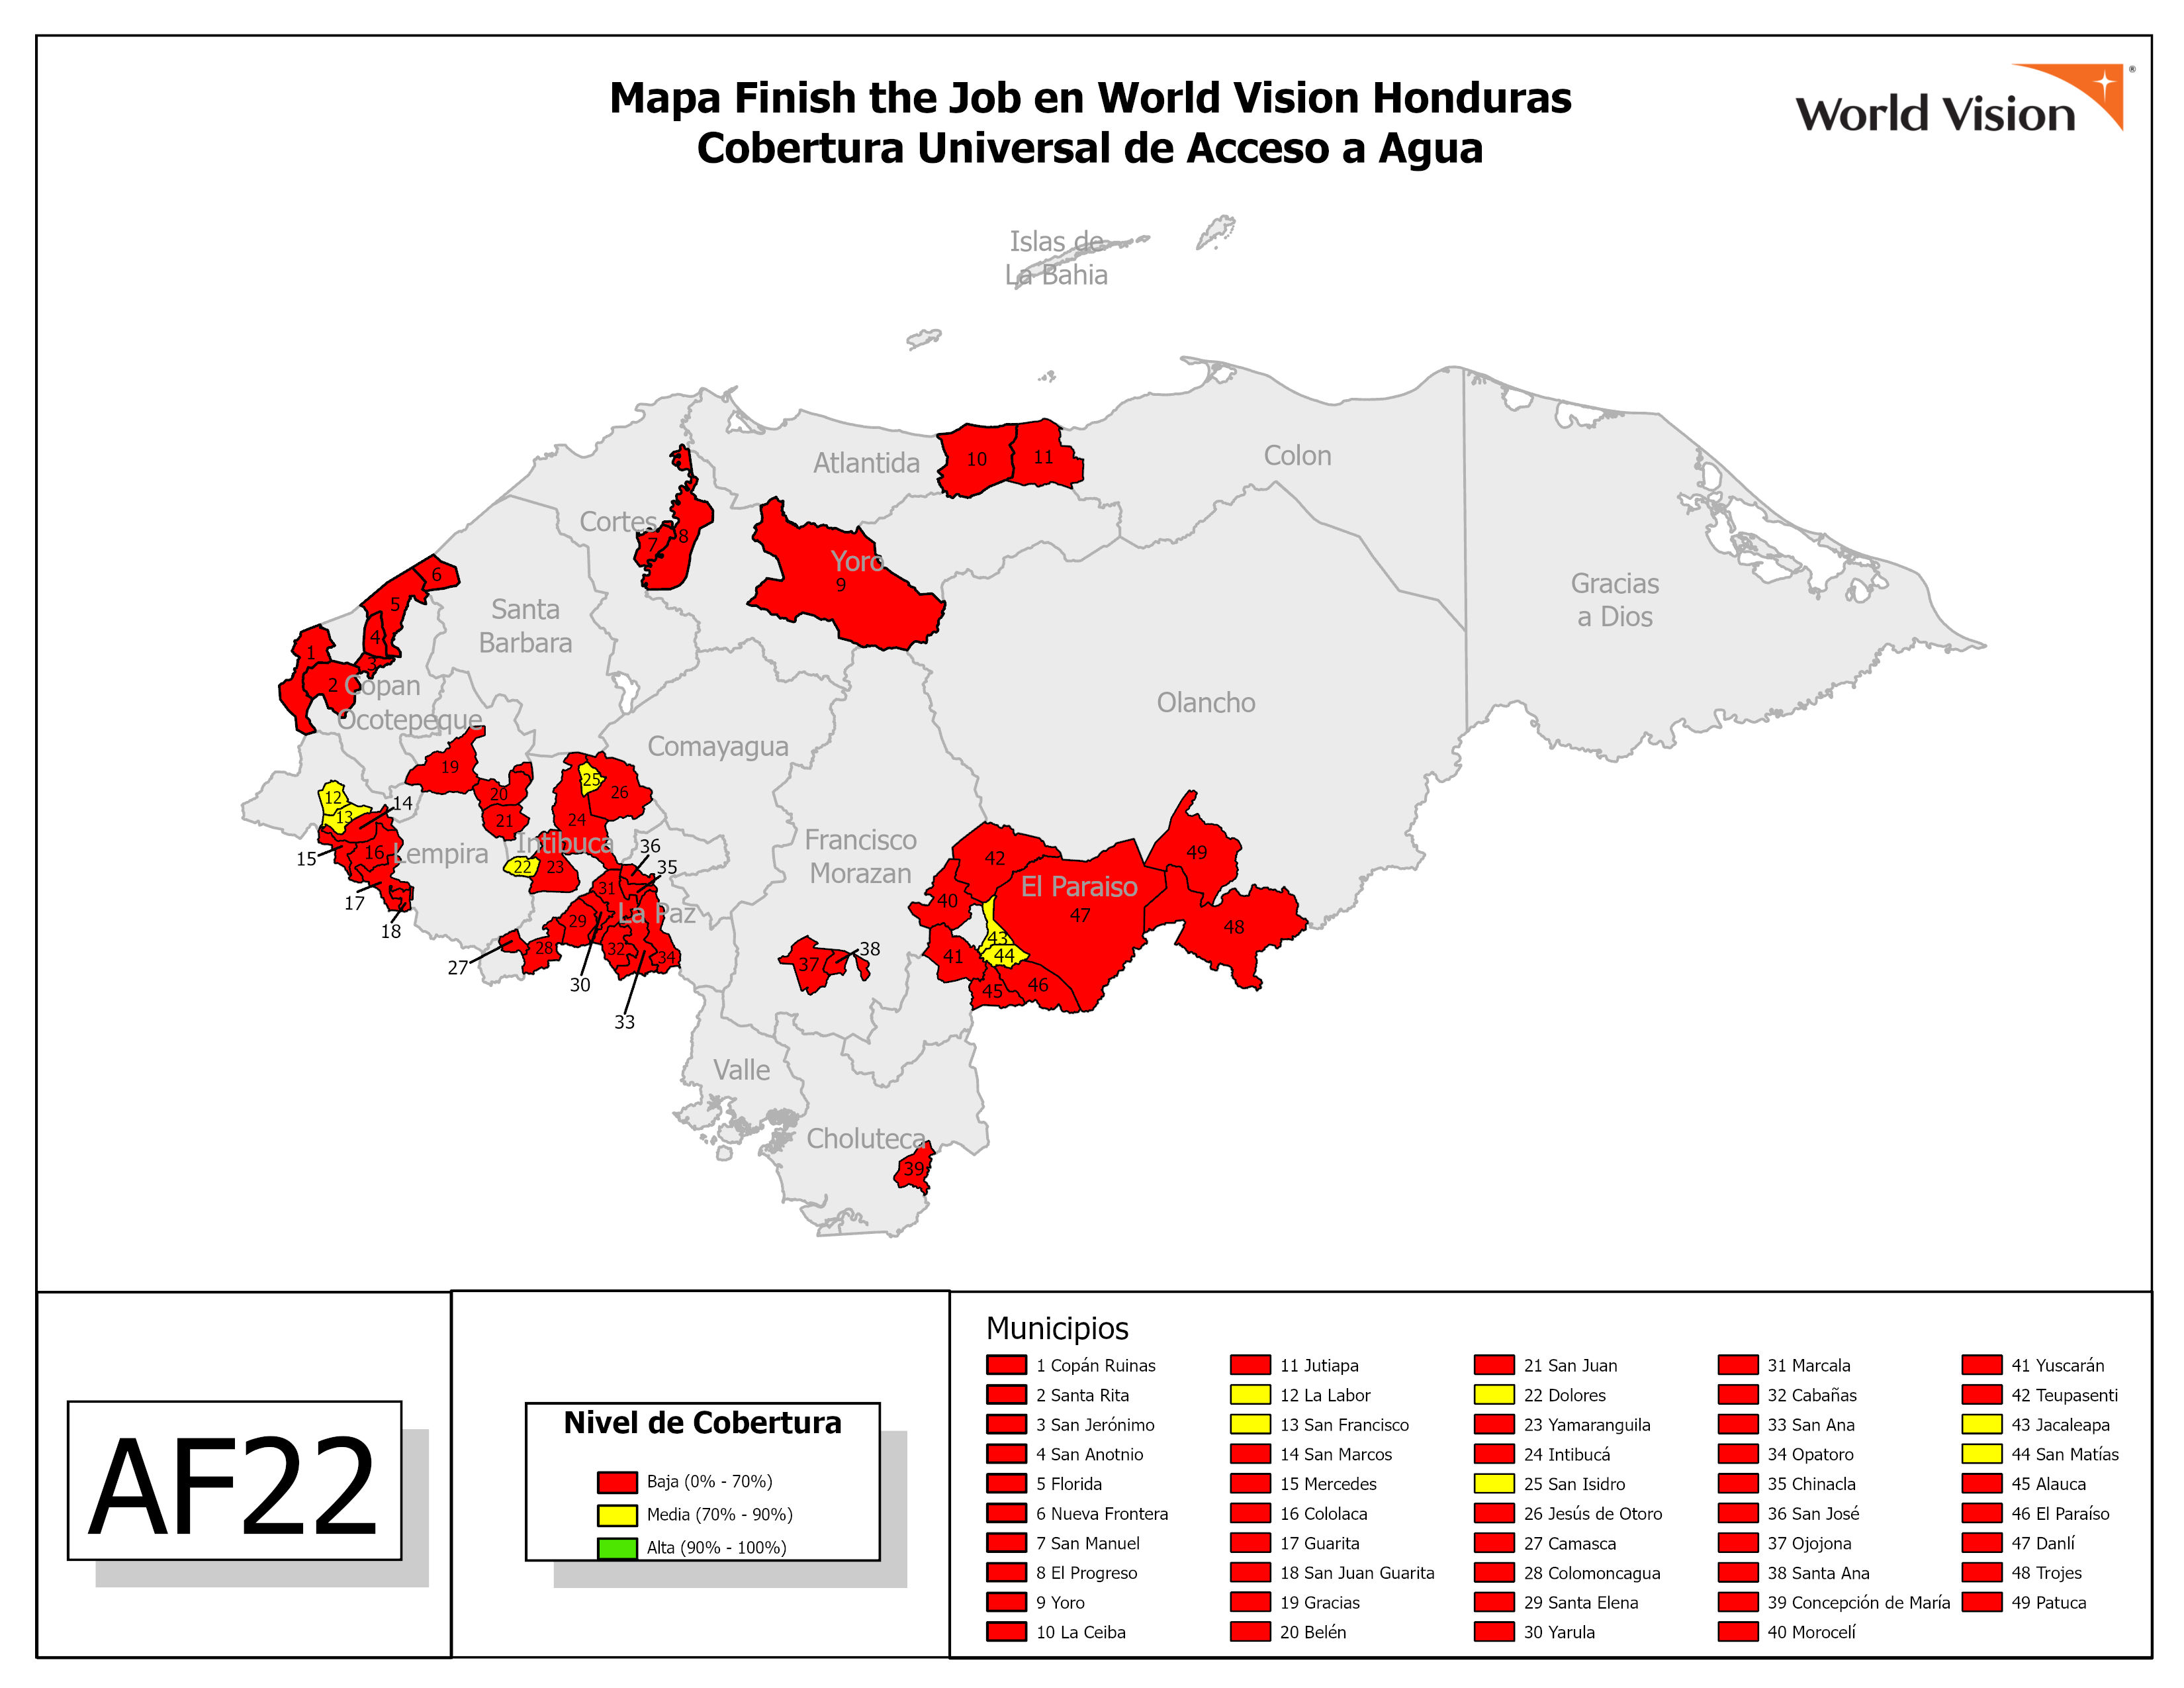 Mapa Finish the Job en World Vision Honduras
Cobertura Universal de Acceso a Agua
World Vision
®
Islas de
La Bahia
Atlantida
10
11
Colon
Cortes
7
8
Yoro
9
6
5
4
3
1
2
Santa
Barbara
Gracias
a Dios
Copan
Ocotepeque
Olancho
Comayagua
19
20
21
25
26
24
12
13
14
15
16
17
18
Lempira
Intibuca
22
23
36
35
31
La Paz
29
28
27
30
32
33
34
Francisco
Morazan
37
38
42
El Paraiso
49
40
47
48
43
44
41
45
46
Valle
Choluteca
39
AF22
Nivel de Cobertura
Baja (0% - 70%)
Media (70% - 90%)
Alta (90% - 100%)
Municipios
1 Copán Ruinas
2 Santa Rita
3 San Jerónimo
4 San Anotnio
5 Florida
6 Nueva Frontera
7 San Manuel
8 El Progreso
9 Yoro
10 La Ceiba
11 Jutiapa
12 La Labor
13 San Francisco
14 San Marcos
15 Mercedes
16 Cololaca
17 Guarita
18 San Juan Guarita
19 Gracias
20 Belén
21 San Juan
22 Dolores
23 Yamaranguila
24 Intibucá
25 San Isidro
26 Jesús de Otoro
27 Camasca
28 Colomoncagua
29 Santa Elena
30 Yarula
31 Marcala
32 Cabañas
33 San Ana
34 Opatoro
35 Chinacla
36 San José
37 Ojojona
38 Santa Ana
39 Concepción de María
40 Morocelí
41 Yuscarán
42 Teupasenti
43 Jacaleapa
44 San Matías
45 Alauca
46 El Paraíso
47 Danlí
48 Trojes
49 Patuca